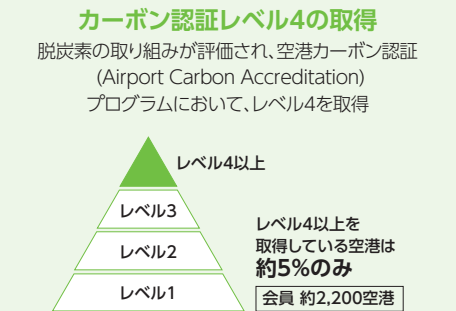 カーボン認証レベル4の取得
脱炭素の取り組みが評価され、空港カーボン認証
(Airport Carbon Accreditation)
プログラムにおいて、レベル4を取得
レベル4以上
レベル3
レベル2
レベル1
レベル4以上を
取得している空港は
約5%のみ
会員 約2,200空港